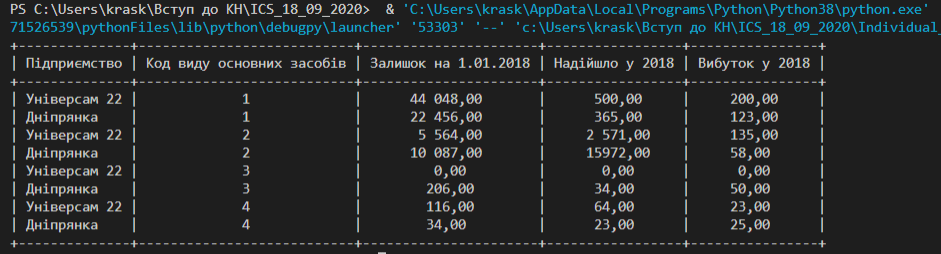 PS C:\Users\krask\Вступ до КН\ICS_18_09_2020>  & 'C:\Users\krask\AppData\Local\Programs\Python\Python38\python.exe'
71526539\pythonFiles\lib\python\debugpy\launcher' '53303' '--' 'c:\Users\krask\Вступ до КН\ICS_18_09_2020\Individual_
+-------------+---------------------------+----------------------+----------------+----------------+
| Підприємство | Код виду основних засобів | Залишок на 1.01.2018 | Надійшло у 2018 | Вибуток у 2018 |
+-------------+---------------------------+----------------------+----------------+----------------+
| Універсам 22 | 1 | 44 048,00 | 500,00 | 200,00 |
| Дніпрянка | 1 | 22 456,00 | 365,00 | 123,00 |
| Універсам 22 | 2 | 5 564,00 | 2 571,00 | 135,00 |
| Дніпрянка | 2 | 10 087,00 | 15972,00 | 58,00 |
| Універсам 22 | 3 | 0,00 | 0,00 | 0,00 |
| Дніпрянка | 3 | 206,00 | 34,00 | 50,00 |
| Універсам 22 | 4 | 116,00 | 64,00 | 23,00 |
| Дніпрянка | 4 | 34,00 | 23,00 | 25,00 |
+-------------+---------------------------+----------------------+----------------+----------------+